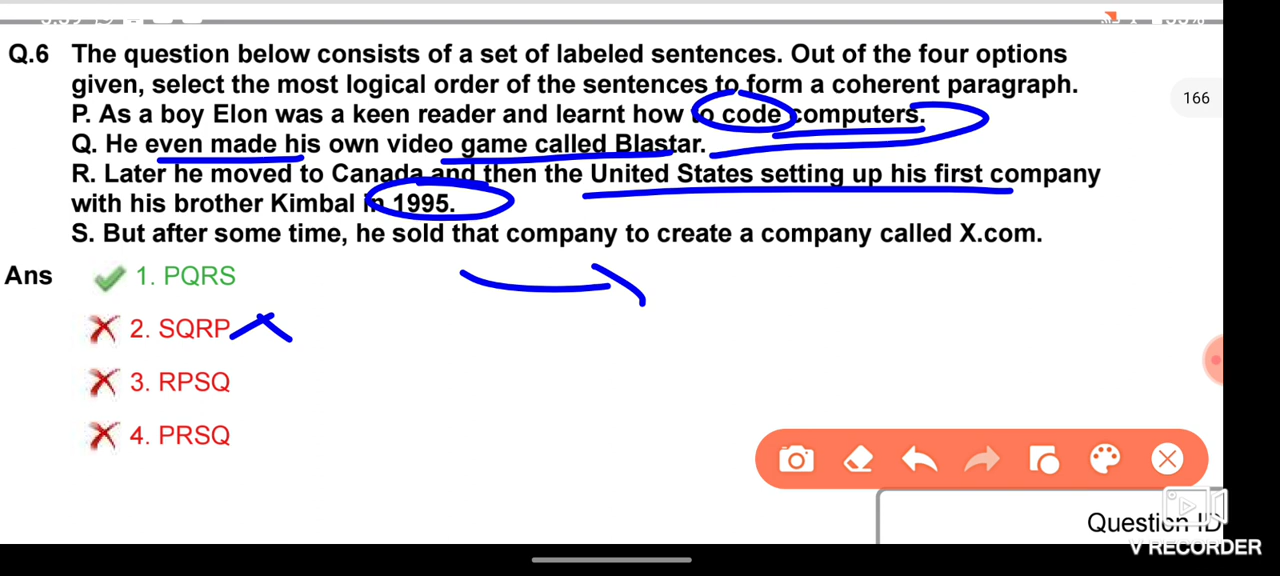 Q.6 The question below consists of a set of labeled sentences. Out of the four options
given, select the most logical order of the sentences to form a coherent paragraph.
166
P. As a boy Elon was a keen reader and learnt how to code computers.
Q. He even made his own video game called Blastar.
R. Later he moved to Canada and then the United States setting up his first company
with his brother Kimbal in 1995.
S. But after some time, he sold that company to create a company called X.com.
Ans 1. PQRS
2. SQRP
3. RPSQ
4. PRSQ
Question ID
V RECORDER